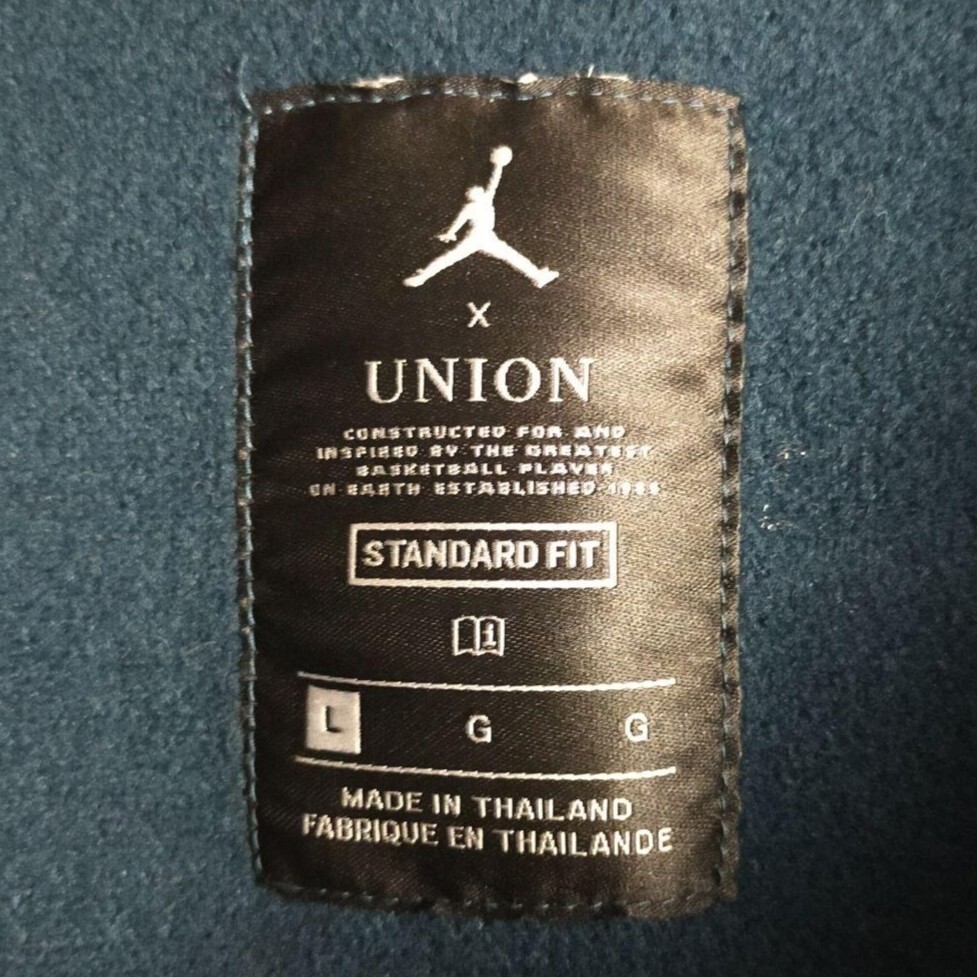 X
UNION
CONSTRUCTED FOR AND
INSPIRED BY THE GREATEST
BASKETBALL PLAYER
ON EARTH ESTABLISHED
STANDARD FIT
1
L G G
MADE IN THAILAND
FABRIQUE EN THAILANDE